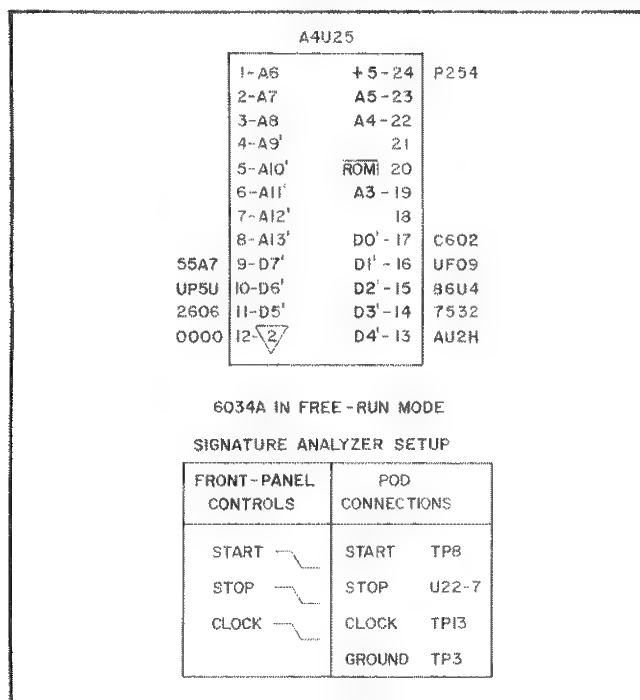 A4U25
1-A6 +5-24 P254
2-A7 A5-23
3-A8 A4-22
4-A9' 21
5-A10' ROM1 20
6-A11' A3-19
7-A12' 18
8-A13' D0'-17 C602
55A7 9-D7' D1'-16 UF09
UP5U 10-D6' D2'-15 86U4
2606 11-D5' D3'-14 7532
0000 12-2 D4'-13 AU2H
6034A IN FREE-RUN MODE
SIGNATURE ANALYZER SETUP
FRONT-PANEL CONTROLS
POD CONNECTIONS
START START TP8
STOP STOP U22-7
CLOCK CLOCK TP13
GROUND TP3